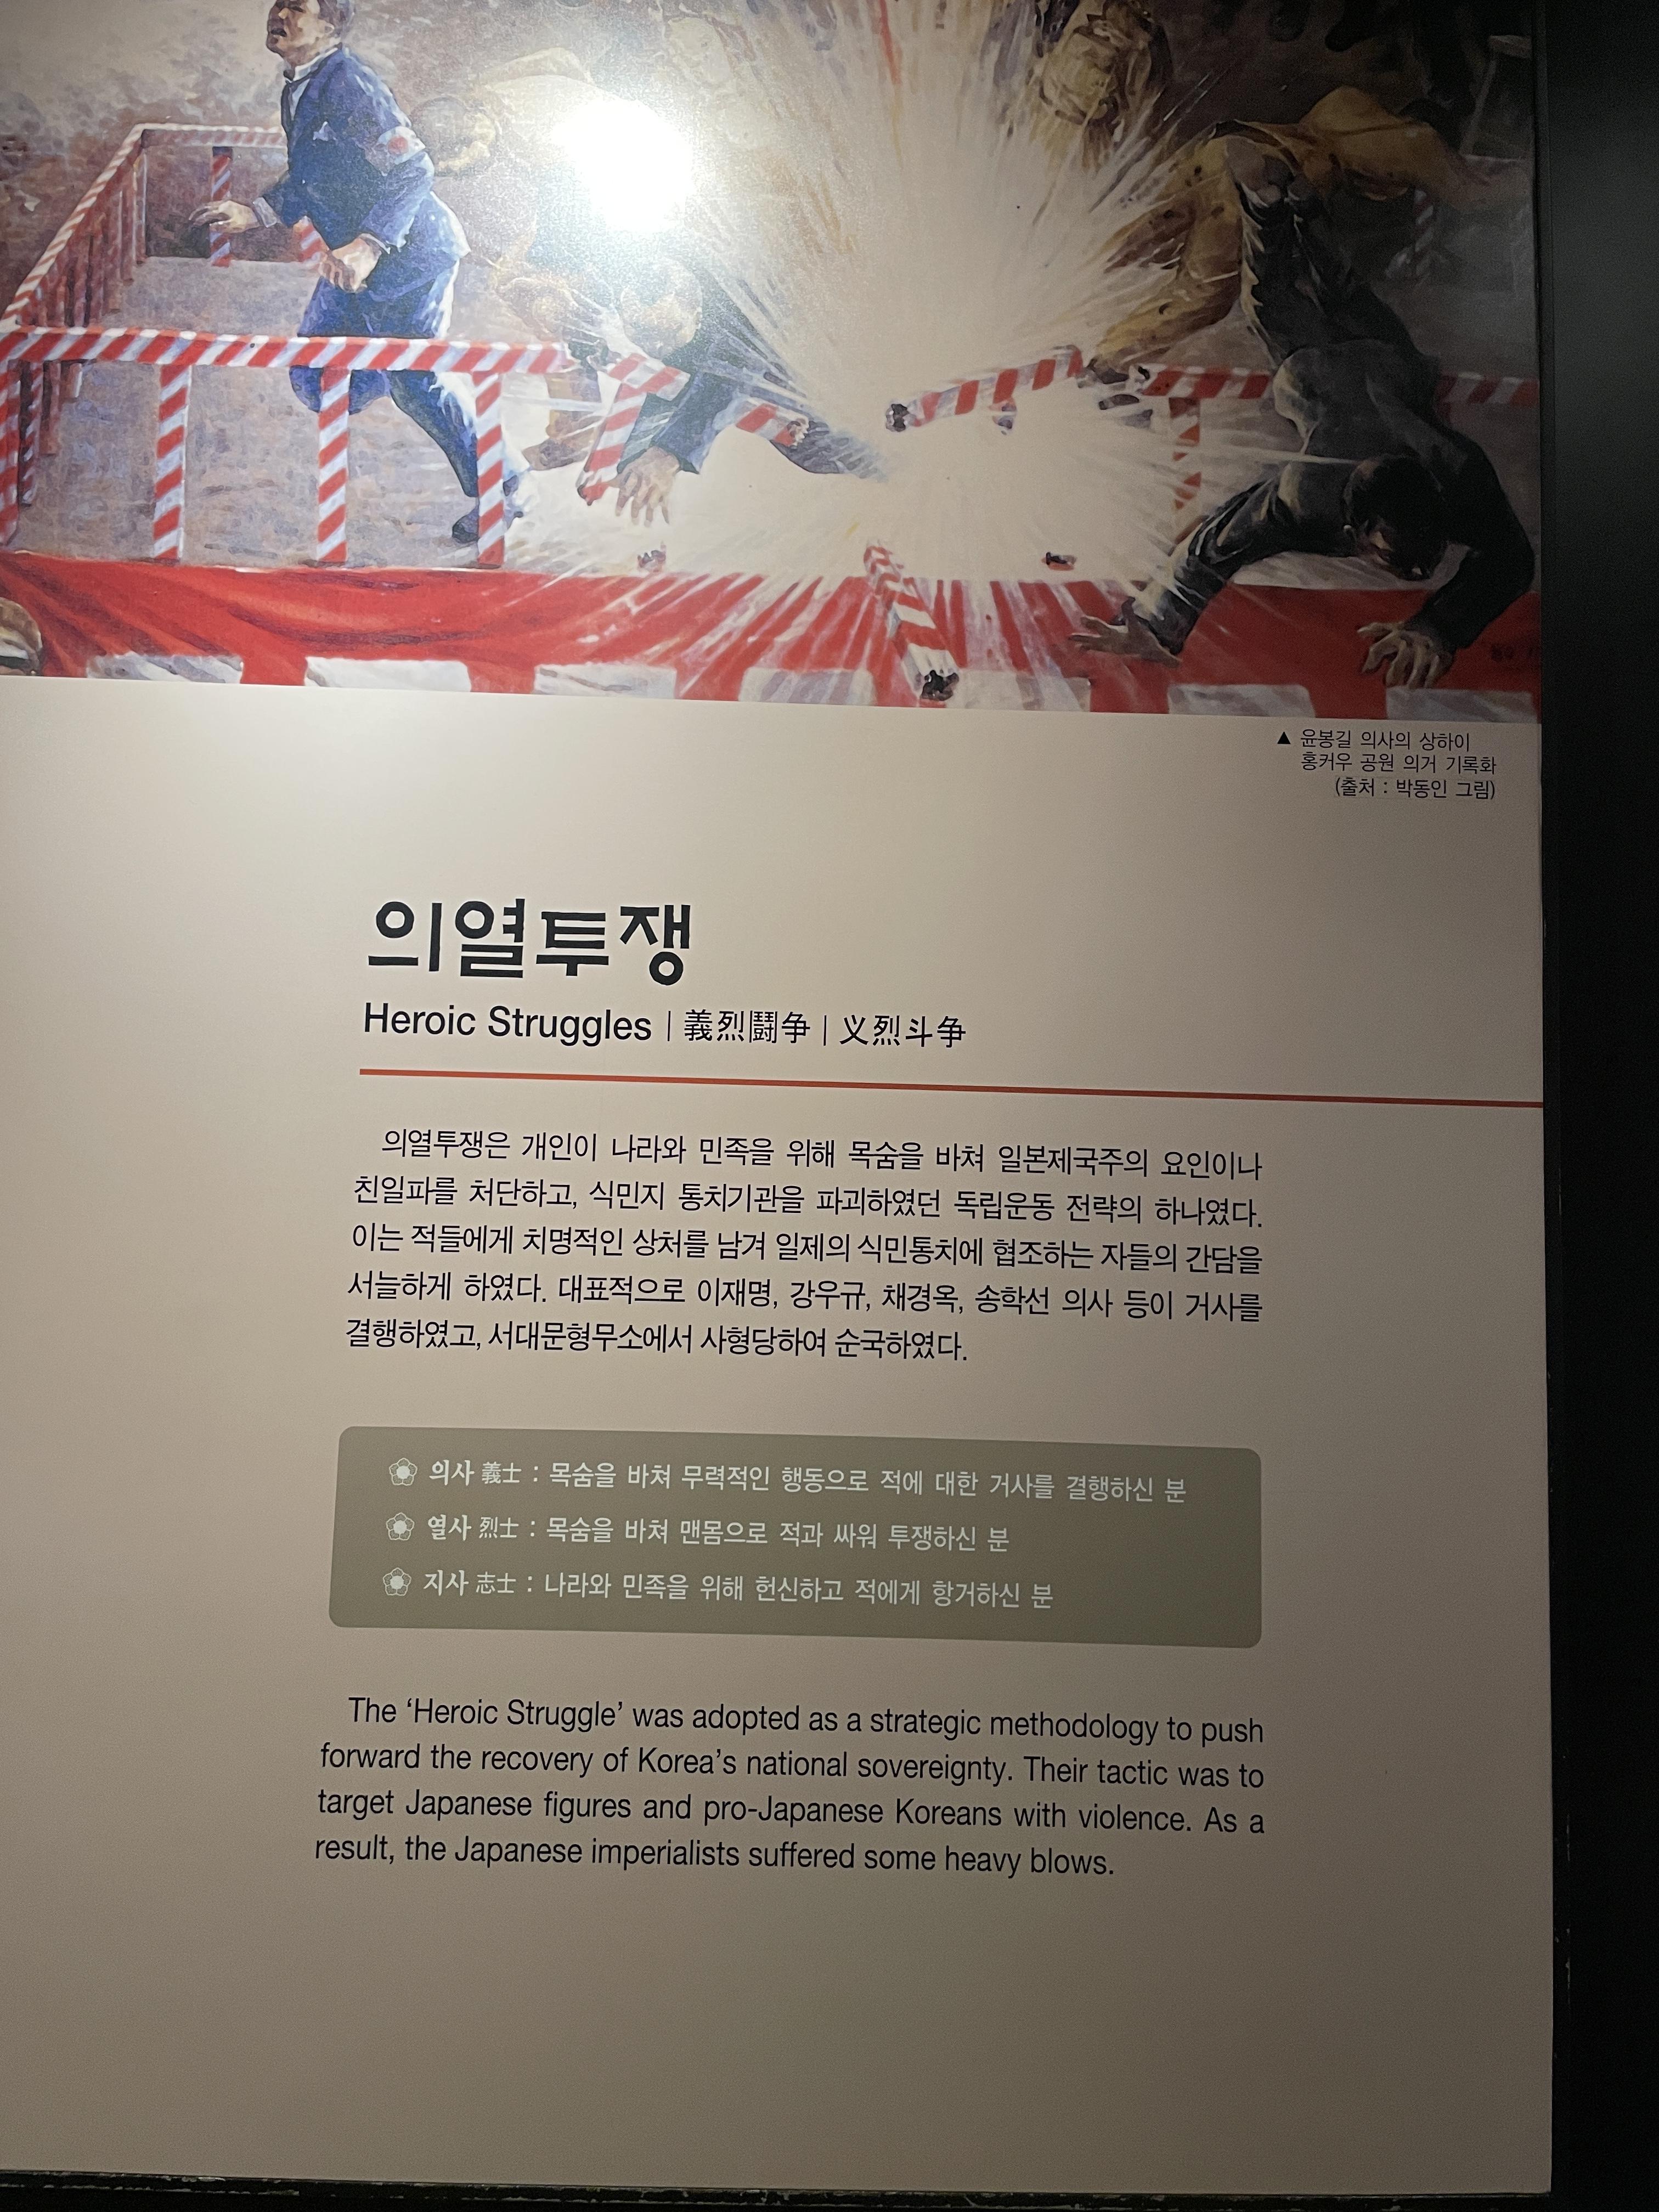 ▲ 윤봉길 의사의 상하이
홍커우 공원 의거 기록화
(출처 : 박동인 그림)
의열투쟁
Heroic Struggles | 義烈鬪争 | 义烈斗争
의열투쟁은 개인이 나라와 민족을 위해 목숨을 바쳐 일본제국주의 요인이나
친일파를 처단하고, 식민지 통치기관을 파괴하였던 독립운동 전략의 하나였다.
이는 적들에게 치명적인 상처를 남겨 일제의 식민통치에 협조하는 자들의 간담을
서늘하게 하였다. 대표적으로 이재명, 강우규, 채경옥, 송학선 의사 등이 거사를
결행하였고, 서대문형무소에서 사형당하여 순국하였다.
의사 義士 : 목숨을 바쳐 무력적인 행동으로 적에 대한 거사를 결행하신 분
열사 烈士 : 목숨을 바쳐 맨몸으로 적과 싸워 투쟁하신 분
지사 志士 : 나라와 민족을 위해 헌신하고 적에게 항거하신 분
The ‘Heroic Struggle’ was adopted as a strategic methodology to push
forward the recovery of Korea’s national sovereignty. Their tactic was to
target Japanese figures and pro-Japanese Koreans with violence. As a
result, the Japanese imperialists suffered some heavy blows.